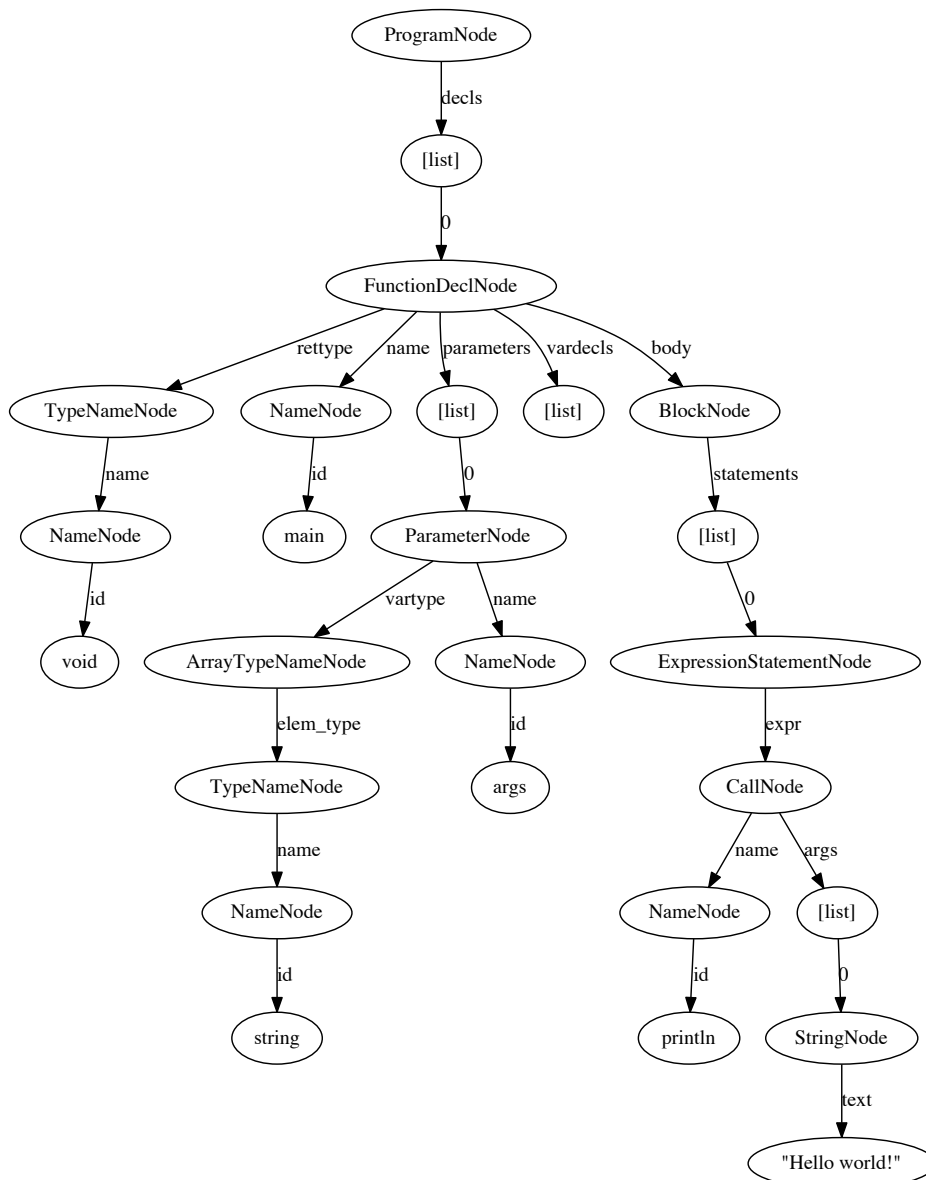 ProgramNode
decls
[list]
0
FunctionDeclNode
rettype name parameters vardecls body
TypeNameNode NameNode [list] [list] BlockNode
name id 0 statements
NameNode main ParameterNode [list]
id vartype name 0
void ArrayTypeNameNode NameNode ExpressionStatementNode
elem_type id expr
TypeNameNode args CallNode
name name args
NameNode NameNode [list]
id id 0
string println StringNode
text
"Hello world!"